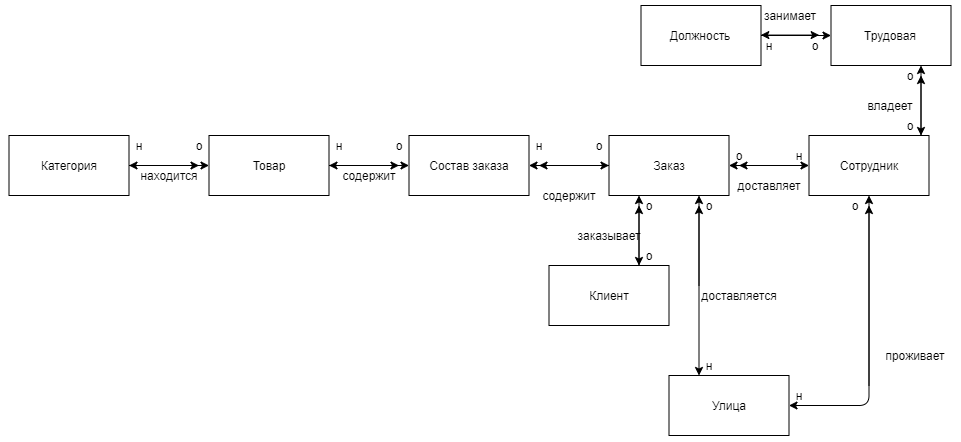 занимает
Должность
Трудовая
н
о
о
владеет
о
Категория
н
о
находится
Товар
н
о
содержит
Состав заказа
н
о
содержит
Заказ
о
н
доставляет
Сотрудник
о
о
о
заказывает
о
Клиент
доставляется
проживает
н
Улица
н